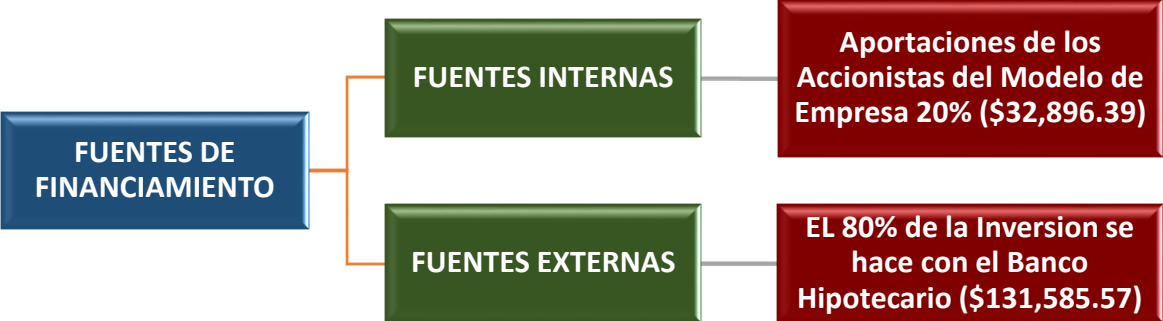 FUENTES DE
FINANCIAMIENTO
FUENTES INTERNAS
Aportaciones de los
Accionistas del Modelo de
Empresa 20% ($32,896.39)
FUENTES EXTERNAS
EL 80% de la Inversion se
hace con el Banco
Hipotecario ($131,585.57)